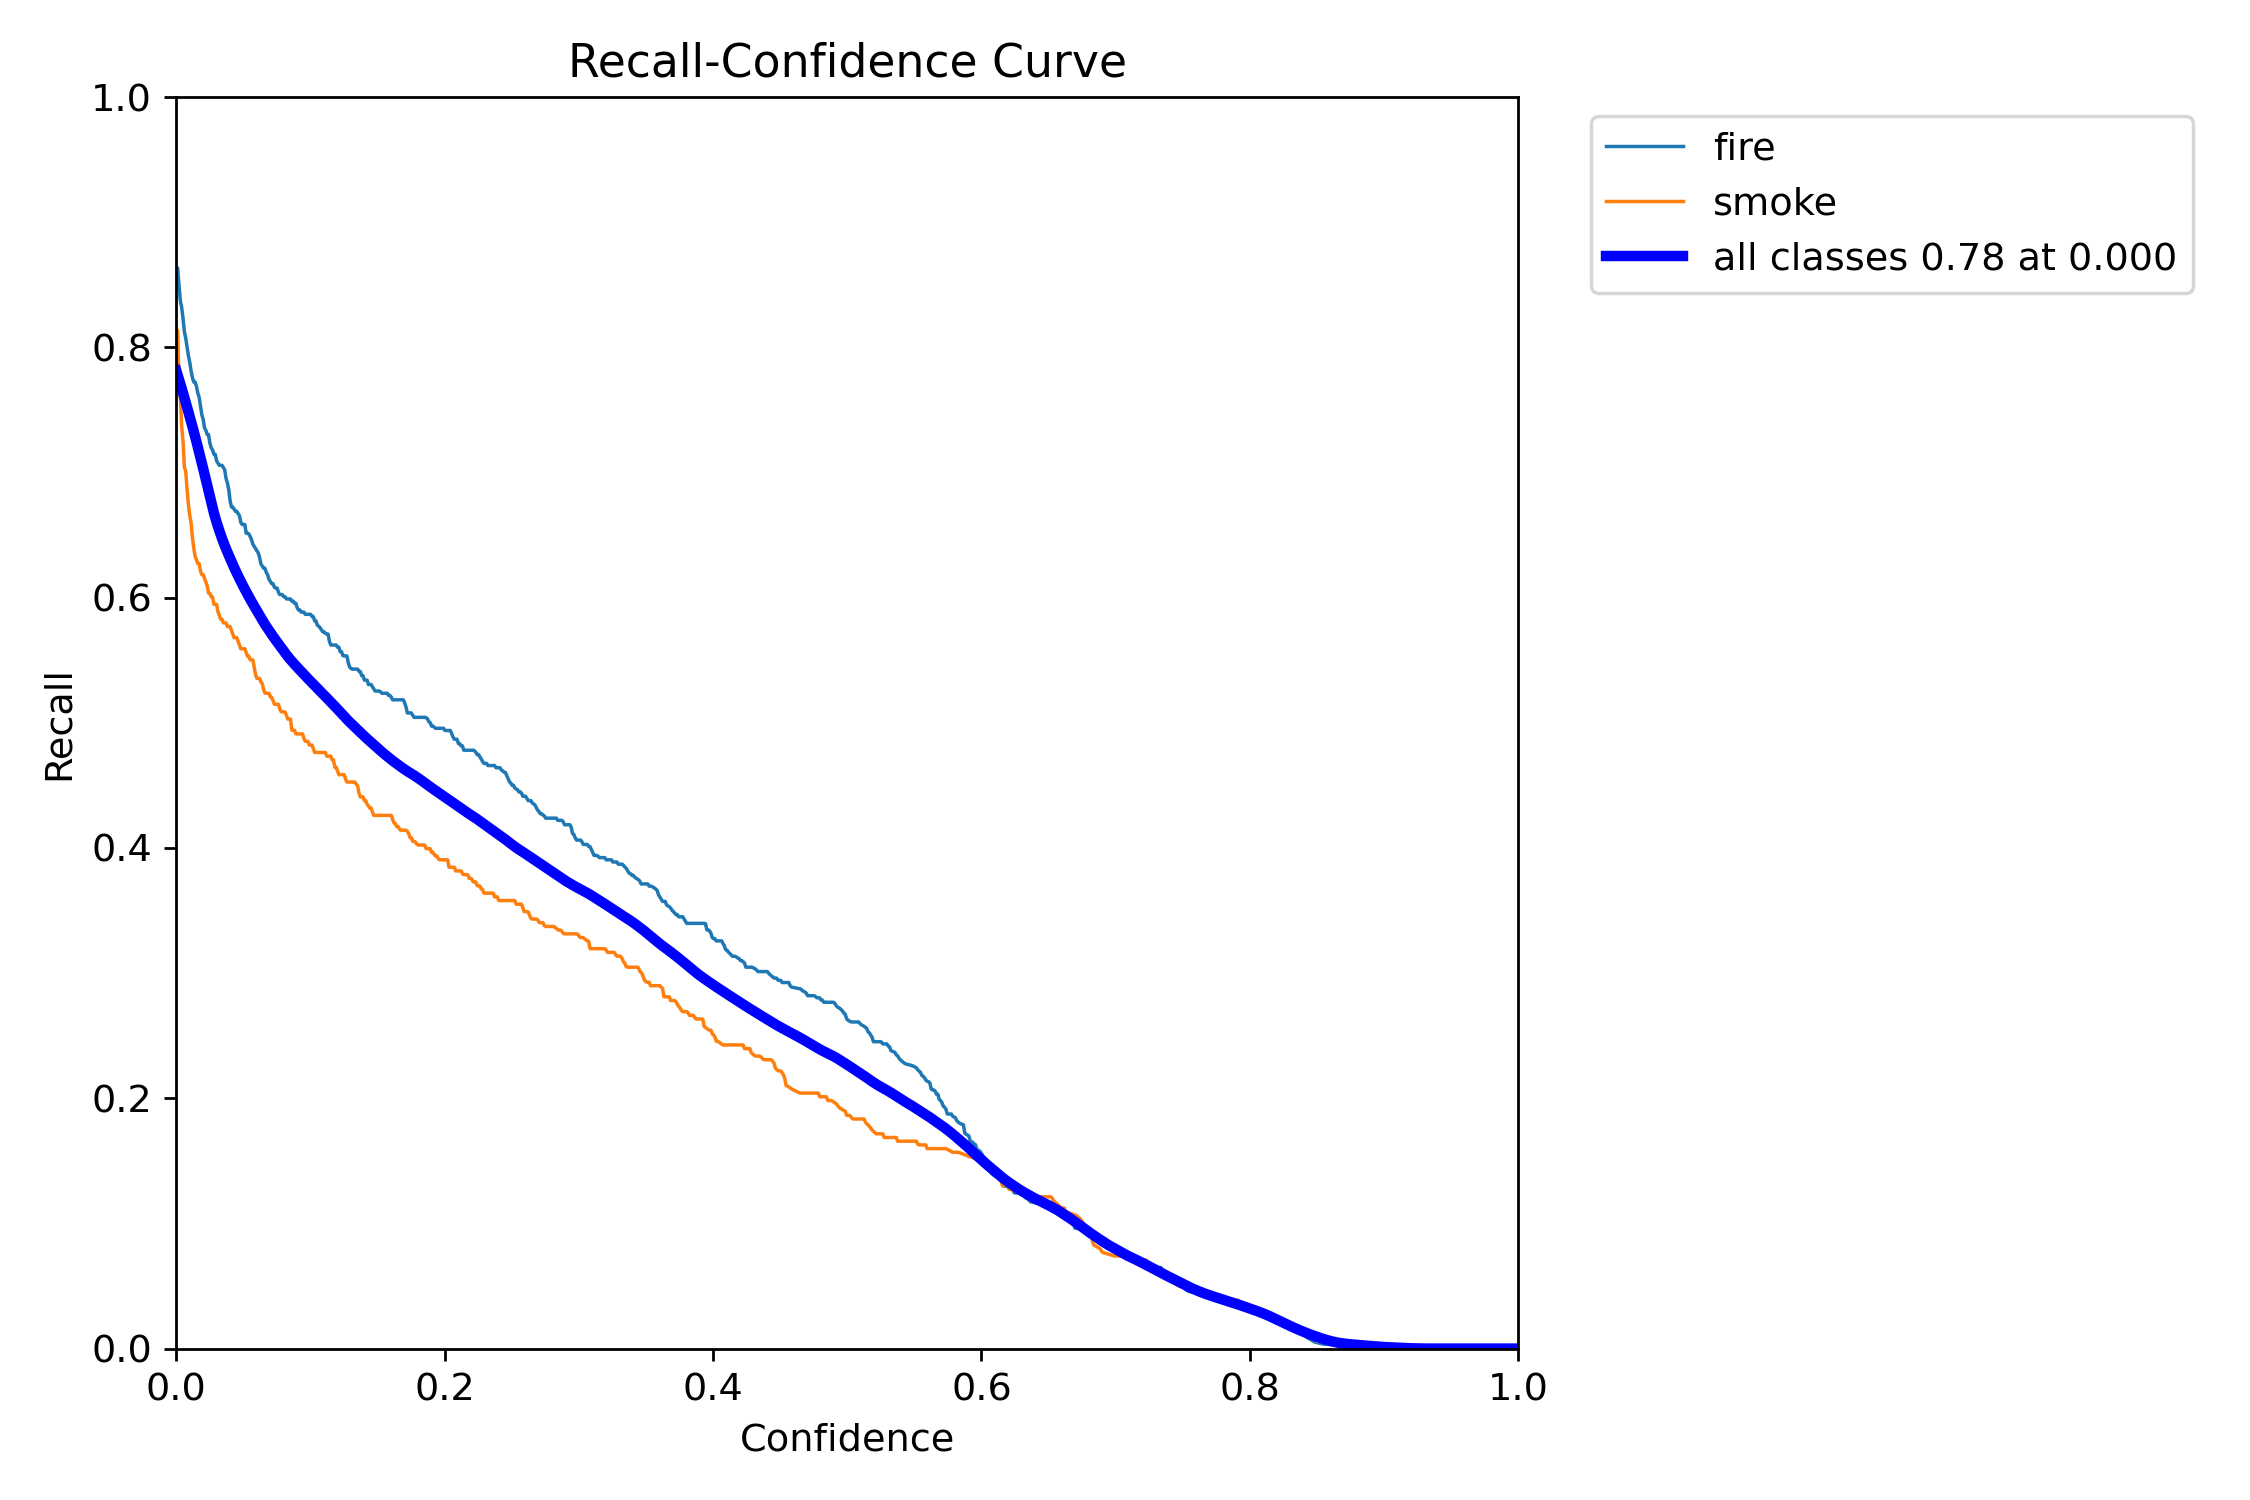 Recall-Confidence Curve
1.0
0.8
0.6
0.4
0.2
0.0
Recall
0.0 0.2 0.4 0.6 0.8 1.0
Confidence
fire
smoke
all classes 0.78 at 0.000